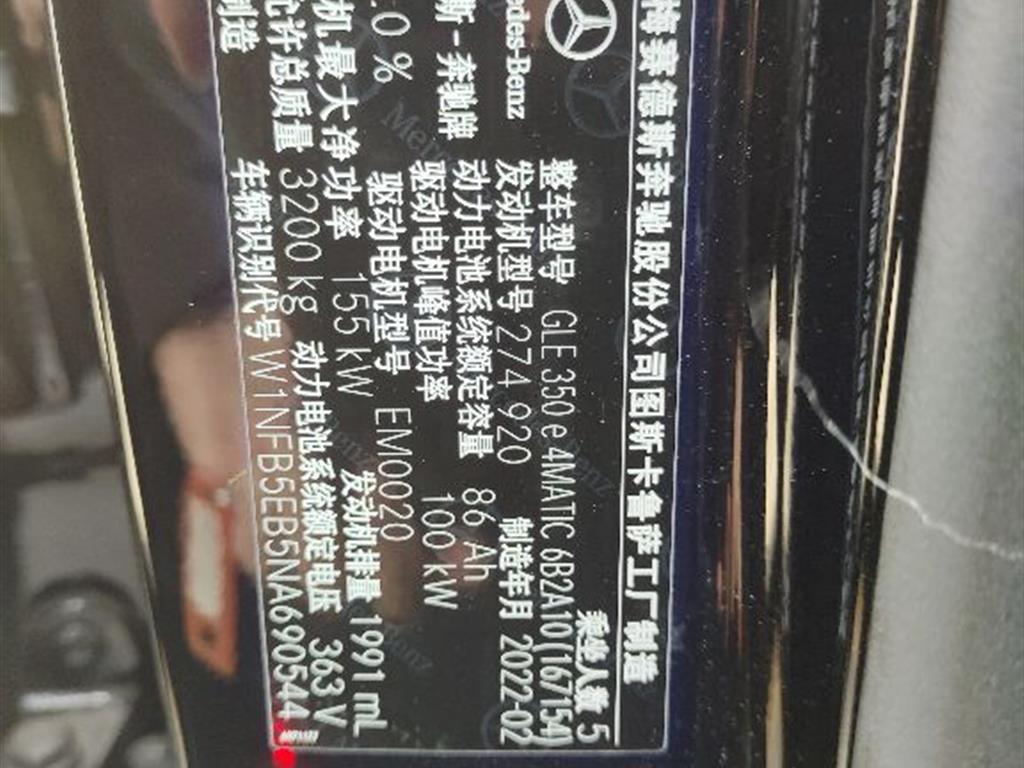 梅赛德斯奔驰股份公司图斯卡鲁萨工厂制造
乘坐人数 5
整车型号 GLE 350 e 4MATIC 6B2A10(167154)
edes-Benz 发动机型号 274 920 制造年月 2022-02
斯-奔驰牌 动力电池系统额定容量 86 Ah
驱动电机峰值功率 100 kW
.0 % 驱动电机型号 EM0020
机最大净功率 155 kW 发动机排量 1991 mL
允许总质量 3200 kg 动力电池系统额定电压 363 V
制造 车辆识别代号 W1NFB5EB5NA690544